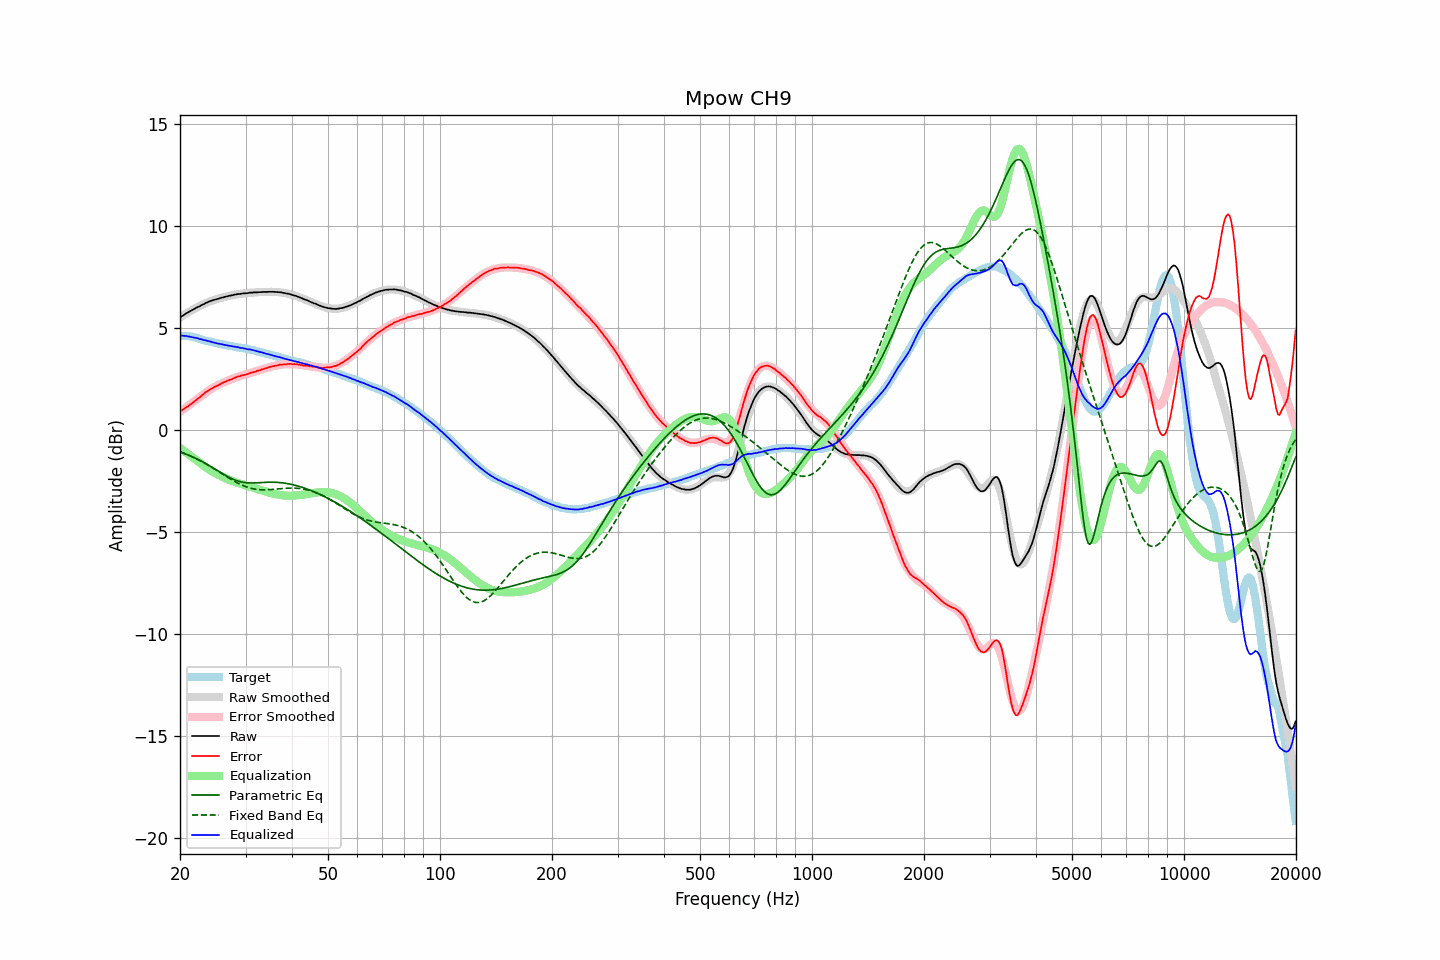 Mpow CH9
15
10
5
0
−5
−10
−15
−20
Amplitude (dBr)
Target
Raw Smoothed
Error Smoothed
Raw
Error
Equalization
Parametric Eq
Fixed Band Eq
Equalized
20 50 100 200 500 1000 2000 5000 10000 20000
Frequency (Hz)